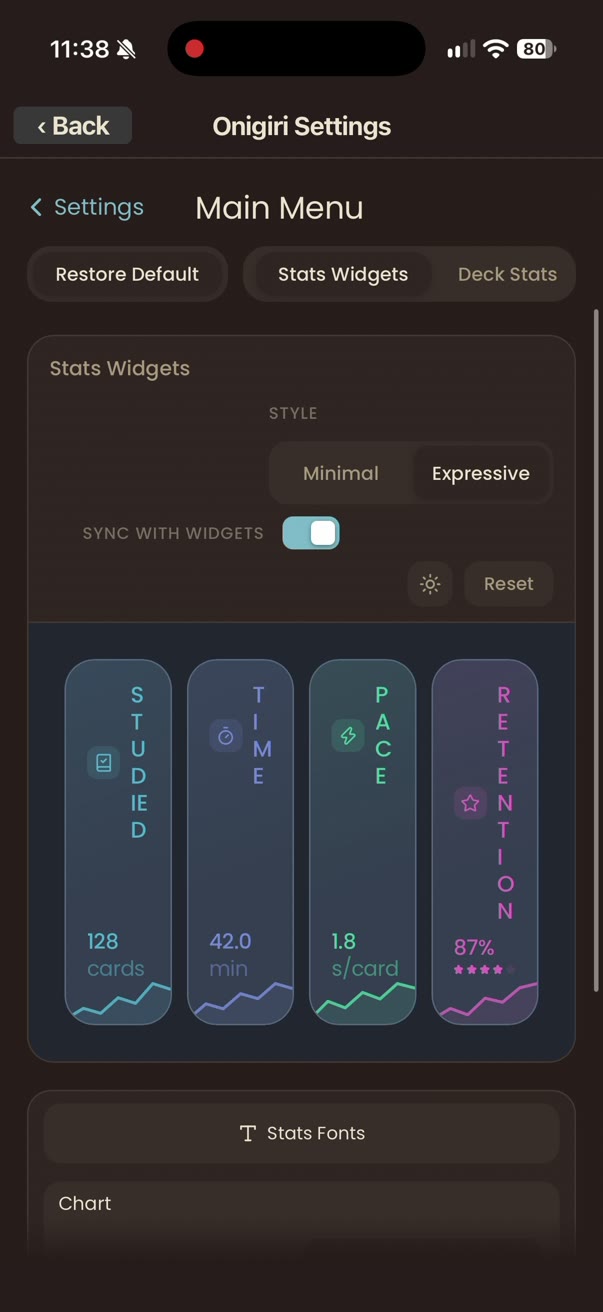 11:38
80
‹ Back
Onigiri Settings
Settings
Main Menu
Restore Default
Stats Widgets
Deck Stats
Stats Widgets
STYLE
Minimal
Expressive
SYNC WITH WIDGETS
Reset
STUDIED
128
cards
TIME
42.0
min
PACE
1.8
s/card
RETENTION
87%
Stats Fonts
Chart